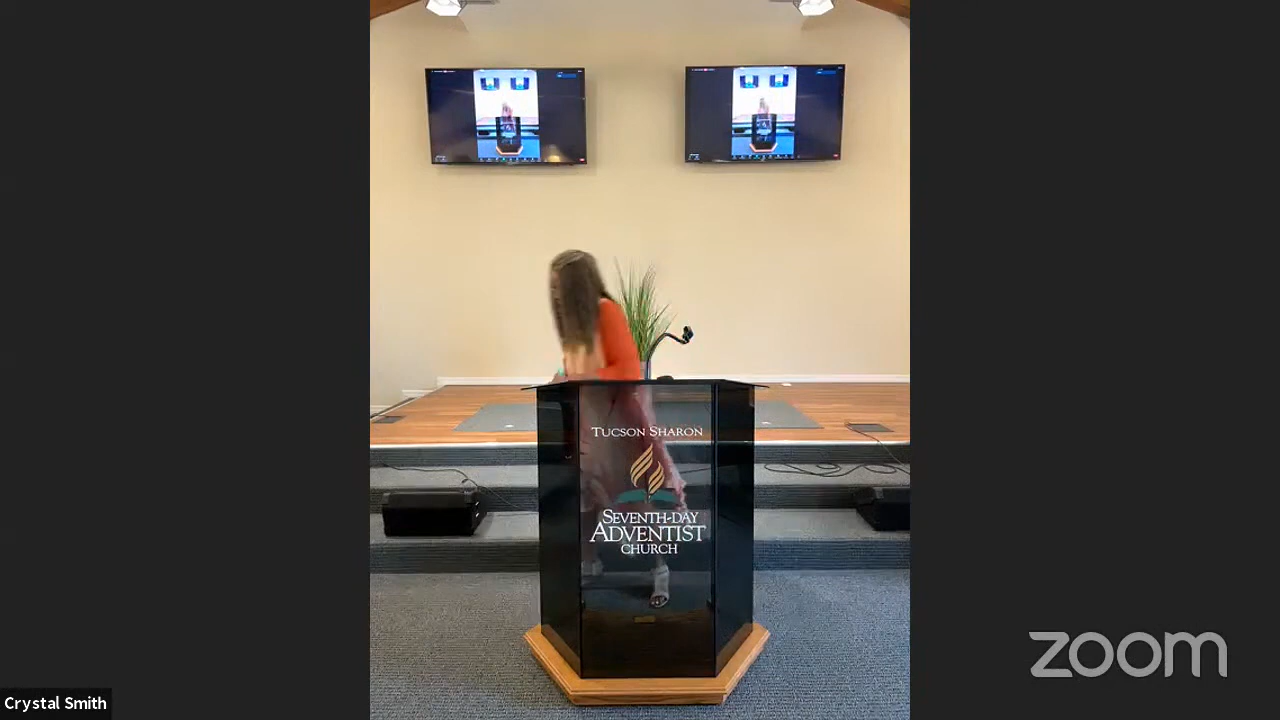 TUCSON SHARON
SEVENTH-DAY
ADVENTIST
CHURCH
zoom
Crystal Smith